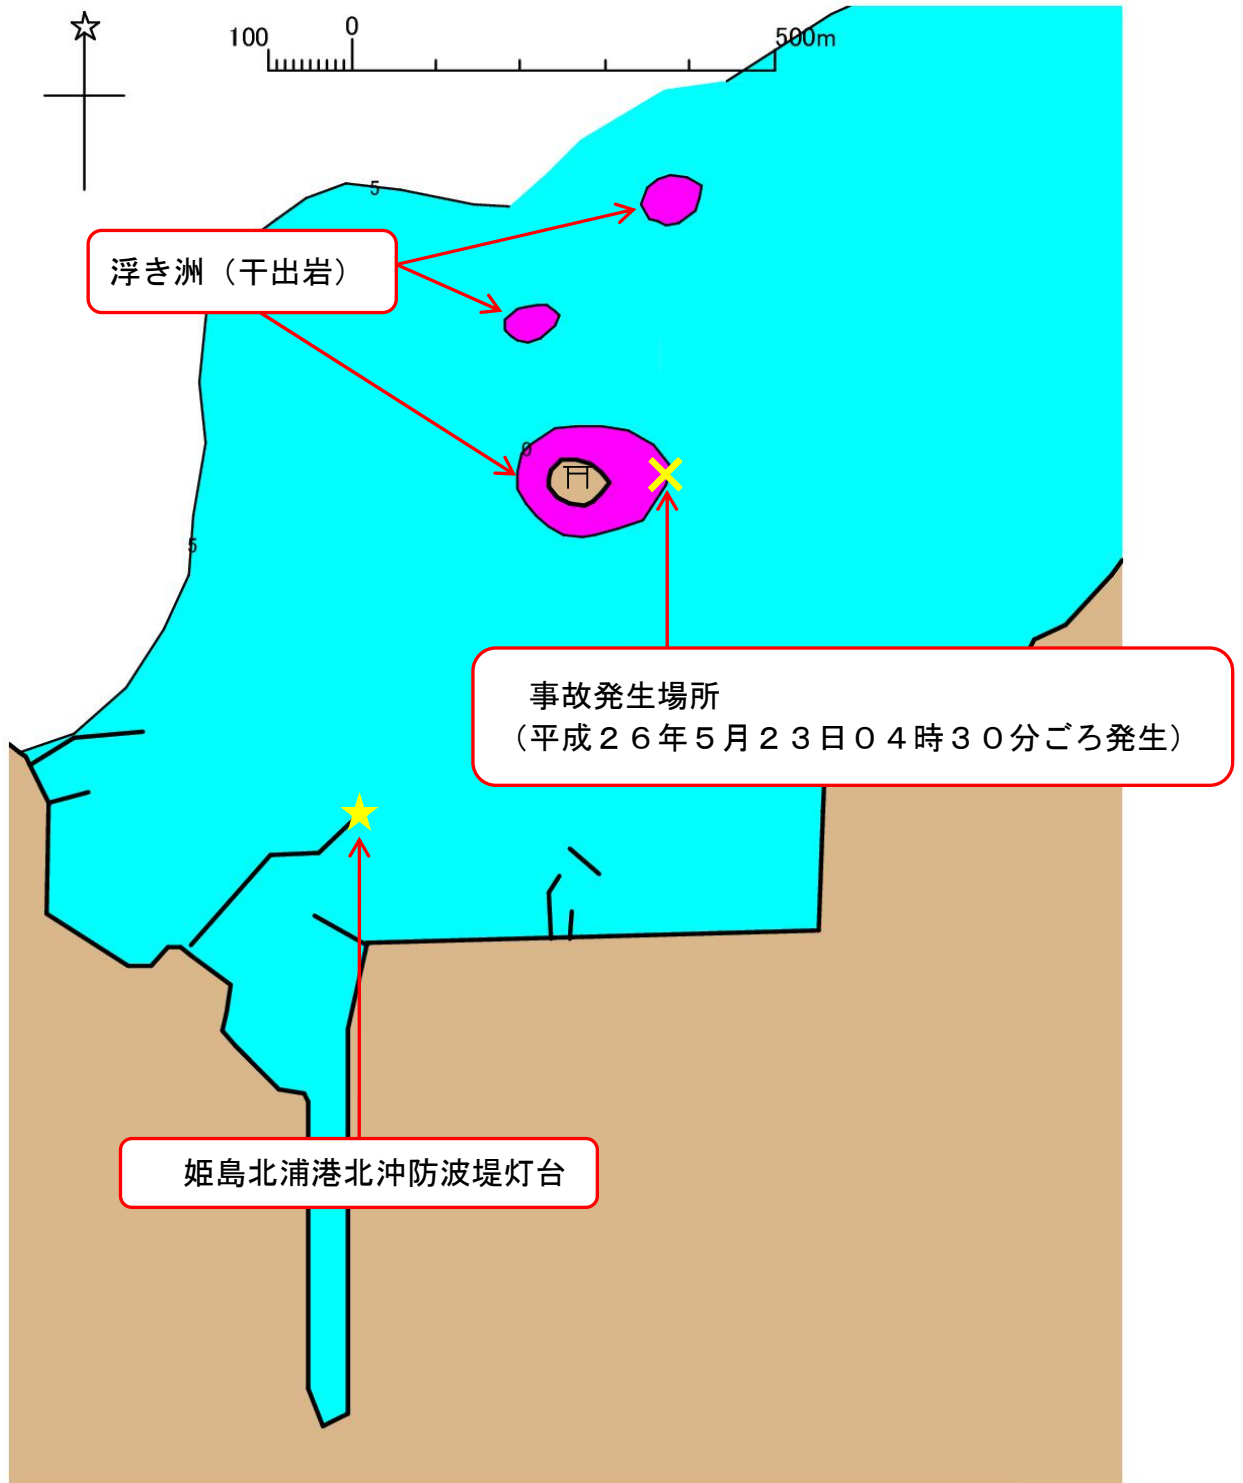 100
0
500m
5
浮き洲（干出岩）
0
5
事故発生場所
（平成２６年５月２３日０４時３０分ごろ発生）
姫島北浦港北沖防波堤灯台